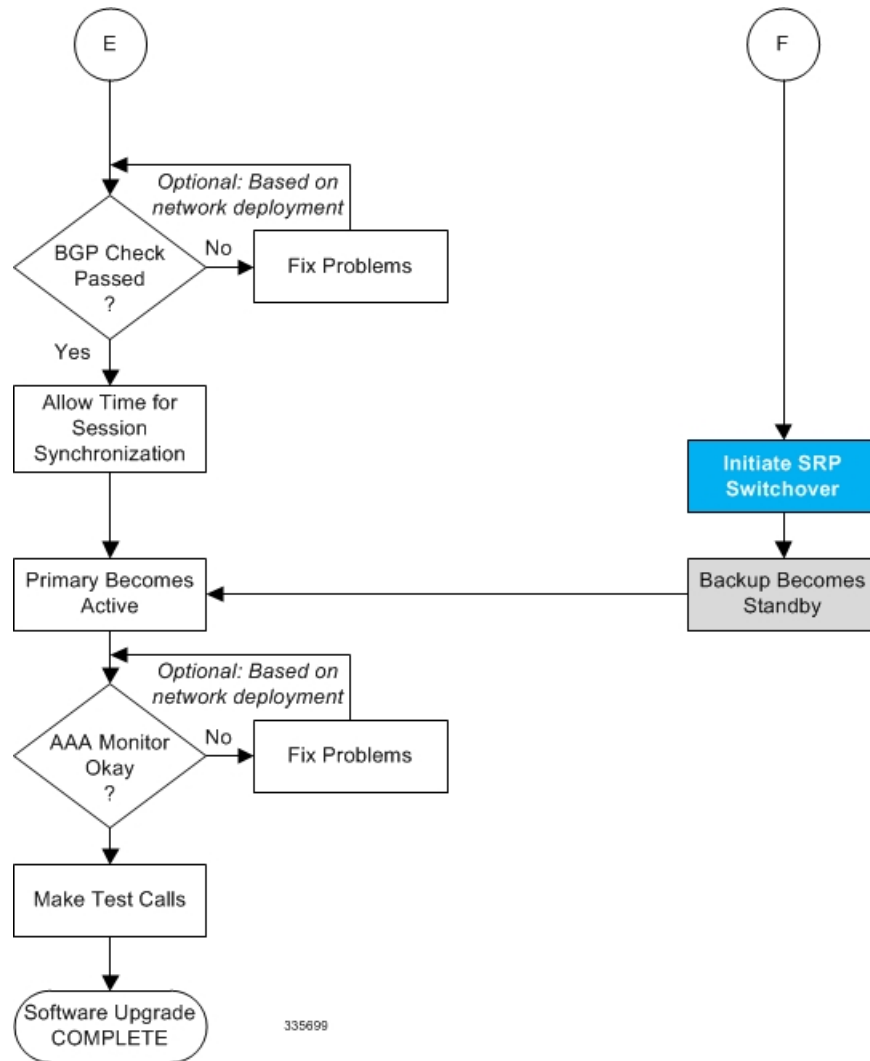 E
F
Optional: Based on
network deployment
BGP Check
Passed
?
No
Fix Problems
Yes
Allow Time for
Session
Synchronization
Initiate SRP
Switchover
Primary Becomes
Active
Backup Becomes
Standby
Optional: Based on
network deployment
AAA Monitor
Okay
?
No
Fix Problems
Make Test Calls
Software Upgrade
COMPLETE
335699